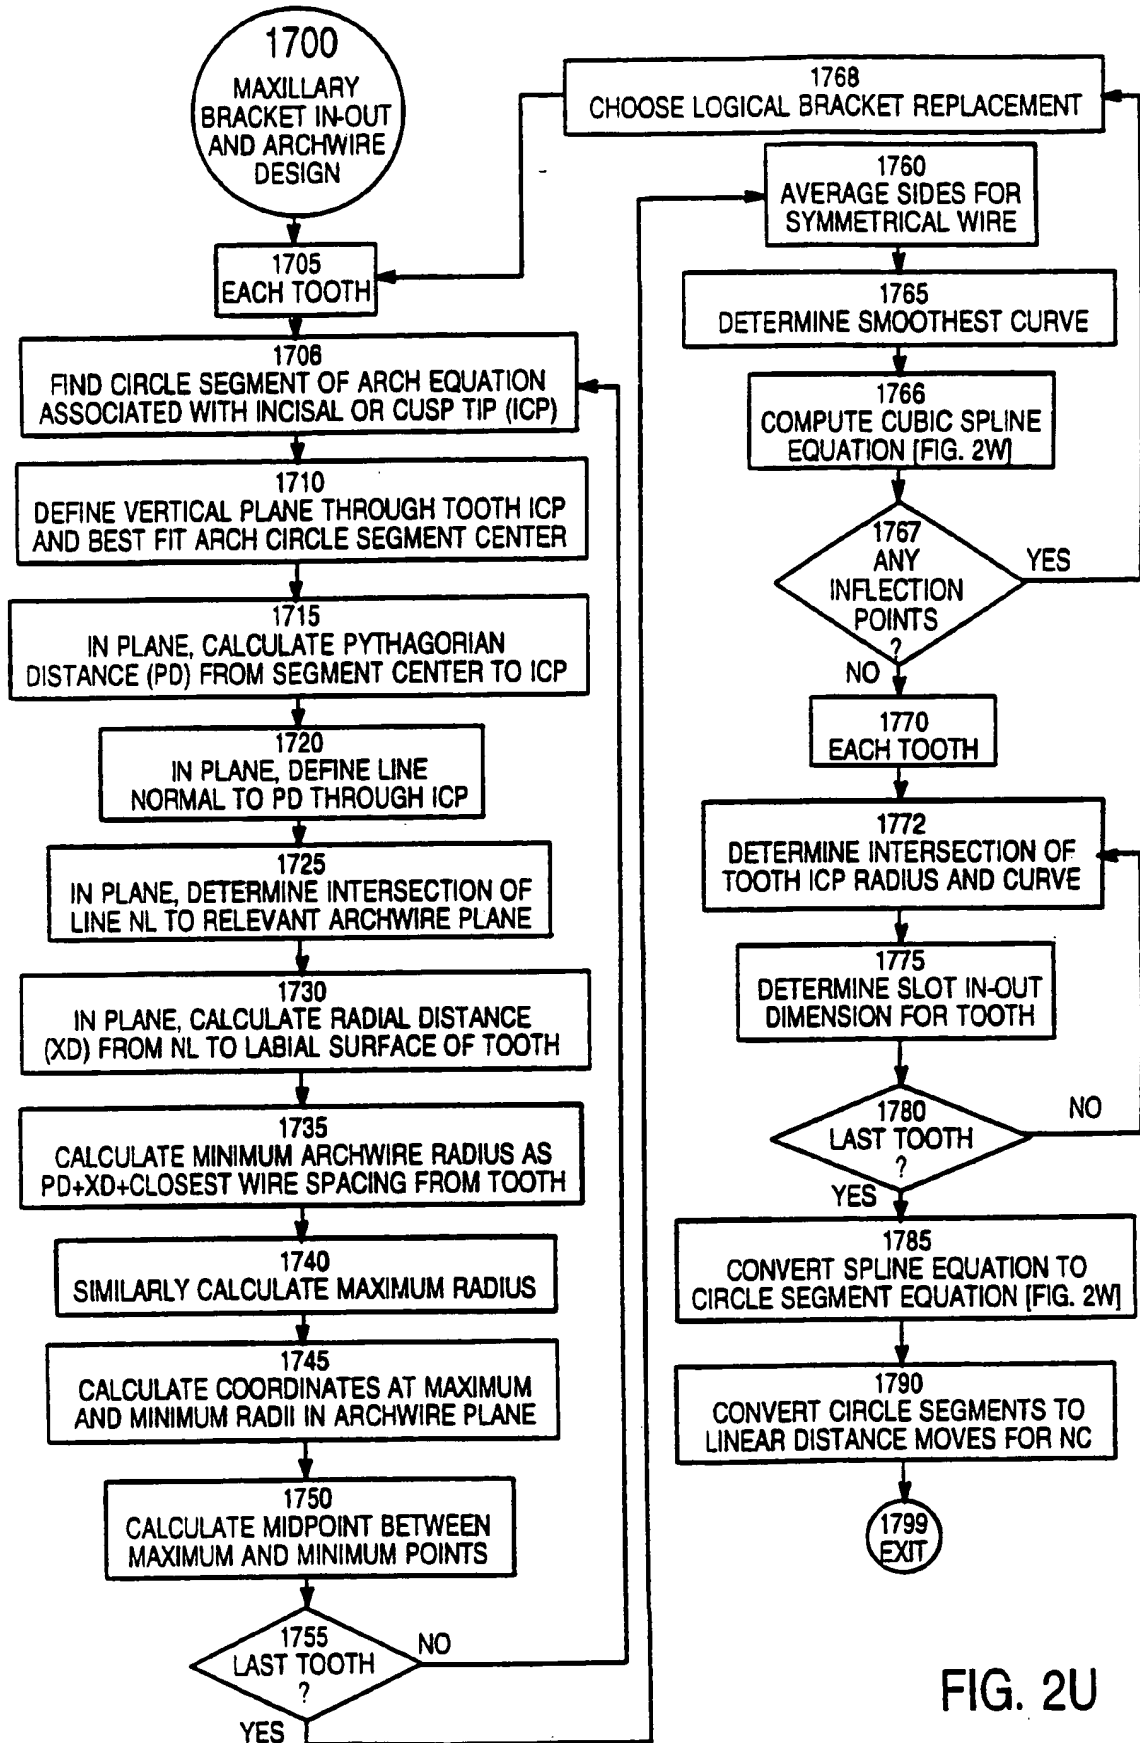 1700
MAXILLARY
BRACKET IN-OUT
AND ARCHWIRE
DESIGN
1705
EACH TOOTH
1706
FIND CIRCLE SEGMENT OF ARCH EQUATION
ASSOCIATED WITH INCISAL OR CUSP TIP (ICP)
1710
DEFINE VERTICAL PLANE THROUGH TOOTH ICP
AND BEST FIT ARCH CIRCLE SEGMENT CENTER
1715
IN PLANE, CALCULATE PYTHAGORIAN
DISTANCE (PD) FROM SEGMENT CENTER TO ICP
1720
IN PLANE, DEFINE LINE
NORMAL TO PD THROUGH ICP
1725
IN PLANE, DETERMINE INTERSECTION OF
LINE NL TO RELEVANT ARCHWIRE PLANE
1730
IN PLANE, CALCULATE RADIAL DISTANCE
(XD) FROM NL TO LABIAL SURFACE OF TOOTH
1735
CALCULATE MINIMUM ARCHWIRE RADIUS AS
PD+XD+CLOSEST WIRE SPACING FROM TOOTH
1740
SIMILARLY CALCULATE MAXIMUM RADIUS
1745
CALCULATE COORDINATES AT MAXIMUM
AND MINIMUM RADII IN ARCHWIRE PLANE
1750
CALCULATE MIDPOINT BETWEEN
MAXIMUM AND MINIMUM POINTS
1755
LAST TOOTH
?
NO
YES
1768
CHOOSE LOGICAL BRACKET REPLACEMENT
1760
AVERAGE SIDES FOR
SYMMETRICAL WIRE
1765
DETERMINE SMOOTHEST CURVE
1766
COMPUTE CUBIC SPLINE
EQUATION [FIG. 2W]
1767
ANY
INFLECTION
POINTS
?
YES
NO
1770
EACH TOOTH
1772
DETERMINE INTERSECTION OF
TOOTH ICP RADIUS AND CURVE
1775
DETERMINE SLOT IN-OUT
DIMENSION FOR TOOTH
1780
LAST TOOTH
?
NO
YES
1785
CONVERT SPLINE EQUATION TO
CIRCLE SEGMENT EQUATION [FIG. 2W]
1790
CONVERT CIRCLE SEGMENTS TO
LINEAR DISTANCE MOVES FOR NC
1799
EXIT
FIG. 2U